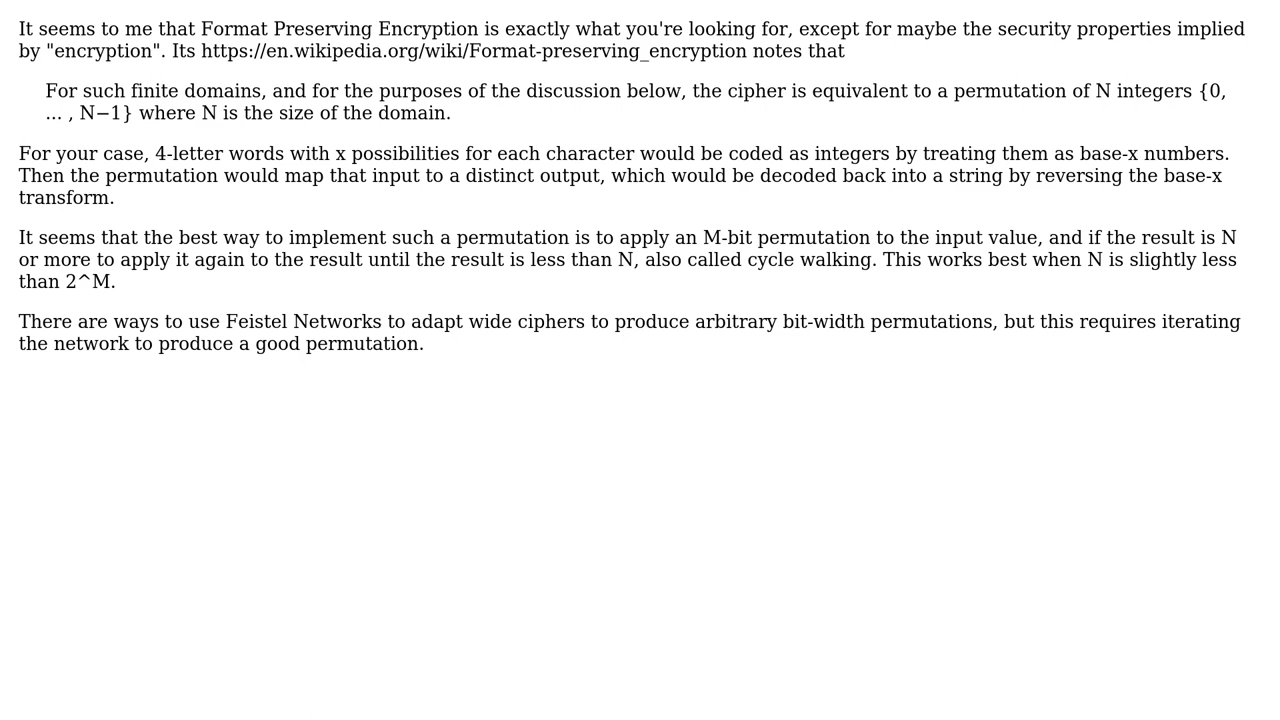 It seems to me that Format Preserving Encryption is exactly what you're looking for, except for maybe the security properties implied
by "encryption". Its https://en.wikipedia.org/wiki/Format-preserving_encryption notes that
For such finite domains, and for the purposes of the discussion below, the cipher is equivalent to a permutation of N integers {0,
... , N−1} where N is the size of the domain.
For your case, 4-letter words with x possibilities for each character would be coded as integers by treating them as base-x numbers.
Then the permutation would map that input to a distinct output, which would be decoded back into a string by reversing the base-x
transform.
It seems that the best way to implement such a permutation is to apply an M-bit permutation to the input value, and if the result is N
or more to apply it again to the result until the result is less than N, also called cycle walking. This works best when N is slightly less
than 2^M.
There are ways to use Feistel Networks to adapt wide ciphers to produce arbitrary bit-width permutations, but this requires iterating
the network to produce a good permutation.